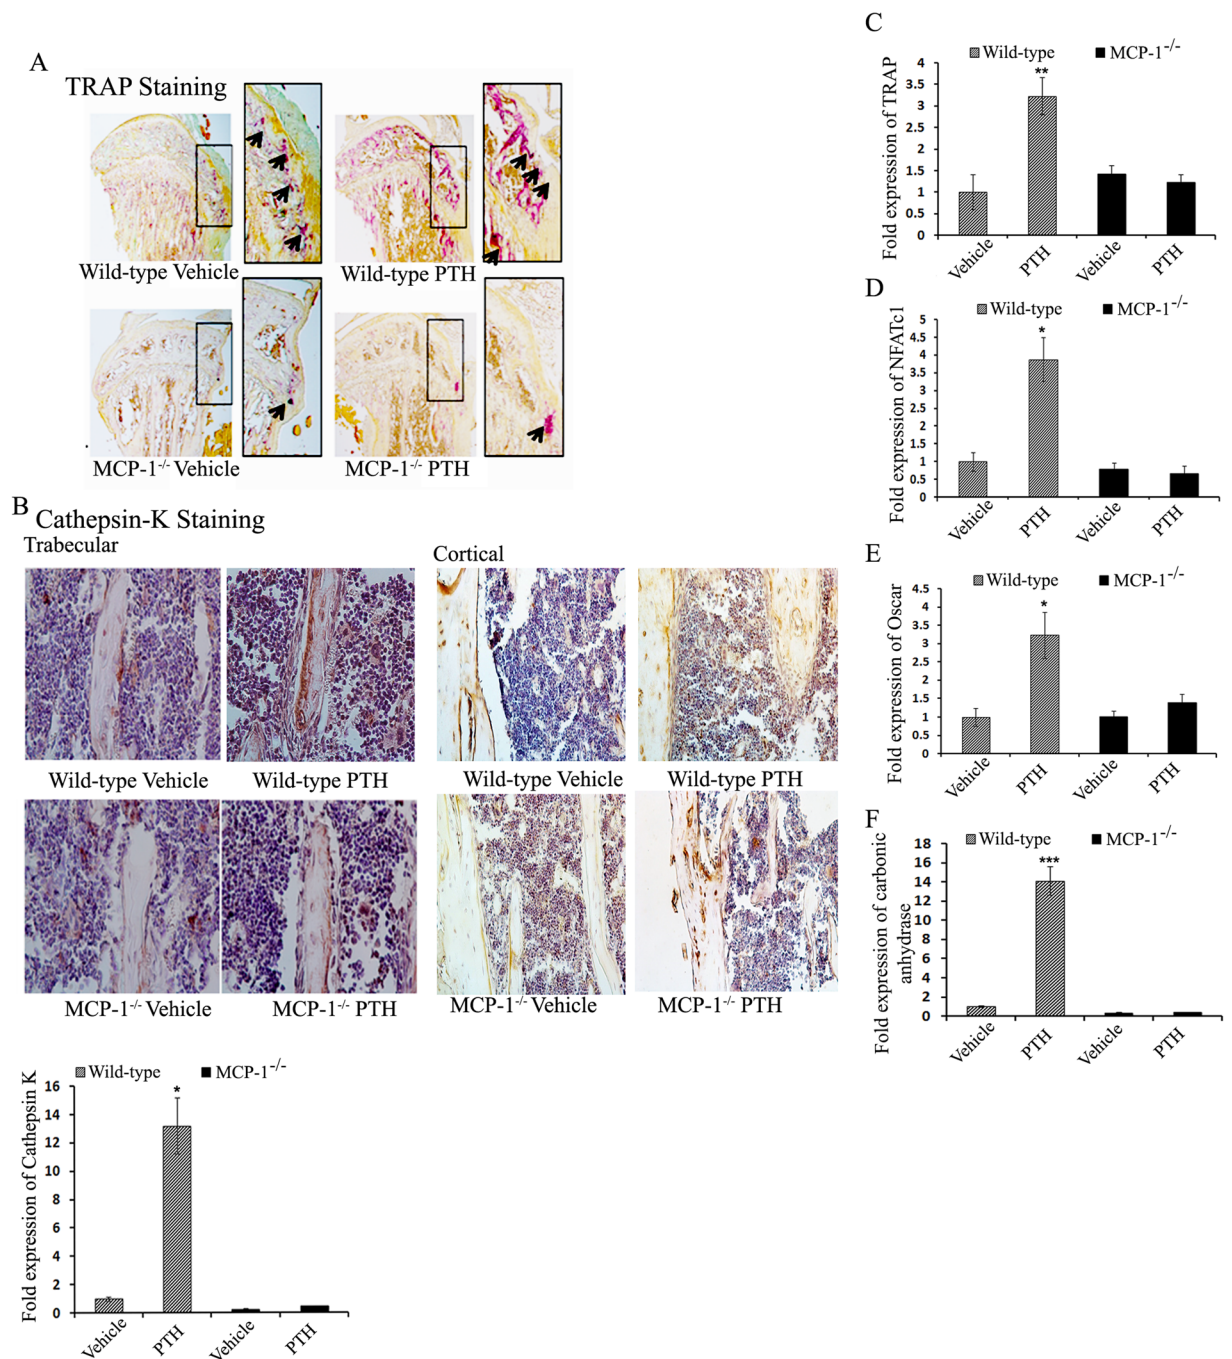 A
TRAP Staining
Wild-type Vehicle
Wild-type PTH
MCP-1-/- Vehicle
MCP-1-/- PTH
B
Cathepsin-K Staining
Trabecular
Cortical
Wild-type Vehicle
Wild-type PTH
Wild-type Vehicle
Wild-type PTH
MCP-1-/- Vehicle
MCP-1-/- PTH
MCP-1-/- Vehicle
MCP-1-/- PTH
Wild-type
MCP-1-/-
Fold expression of Cathepsin K
16
14
12
10
8
6
4
2
0
*
Vehicle
PTH
Vehicle
PTH
C
Wild-type
MCP-1-/-
Fold expression of TRAP
4
3.5
3
2.5
2
1.5
1
0.5
0
**
Vehicle
PTH
Vehicle
PTH
D
Wild-type
MCP-1-/-
Fold expression of NFATc1
5
4.5
4
3.5
3
2.5
2
1.5
1
0.5
0
*
Vehicle
PTH
Vehicle
PTH
E
Wild-type
MCP-1-/-
Fold expression of Oscar
4.5
4
3.5
3
2.5
2
1.5
1
0.5
0
*
Vehicle
PTH
Vehicle
PTH
F
Wild-type
MCP-1-/-
Fold expression of carbonic
anhydrase
18
16
14
12
10
8
6
4
2
0
***
Vehicle
PTH
Vehicle
PTH